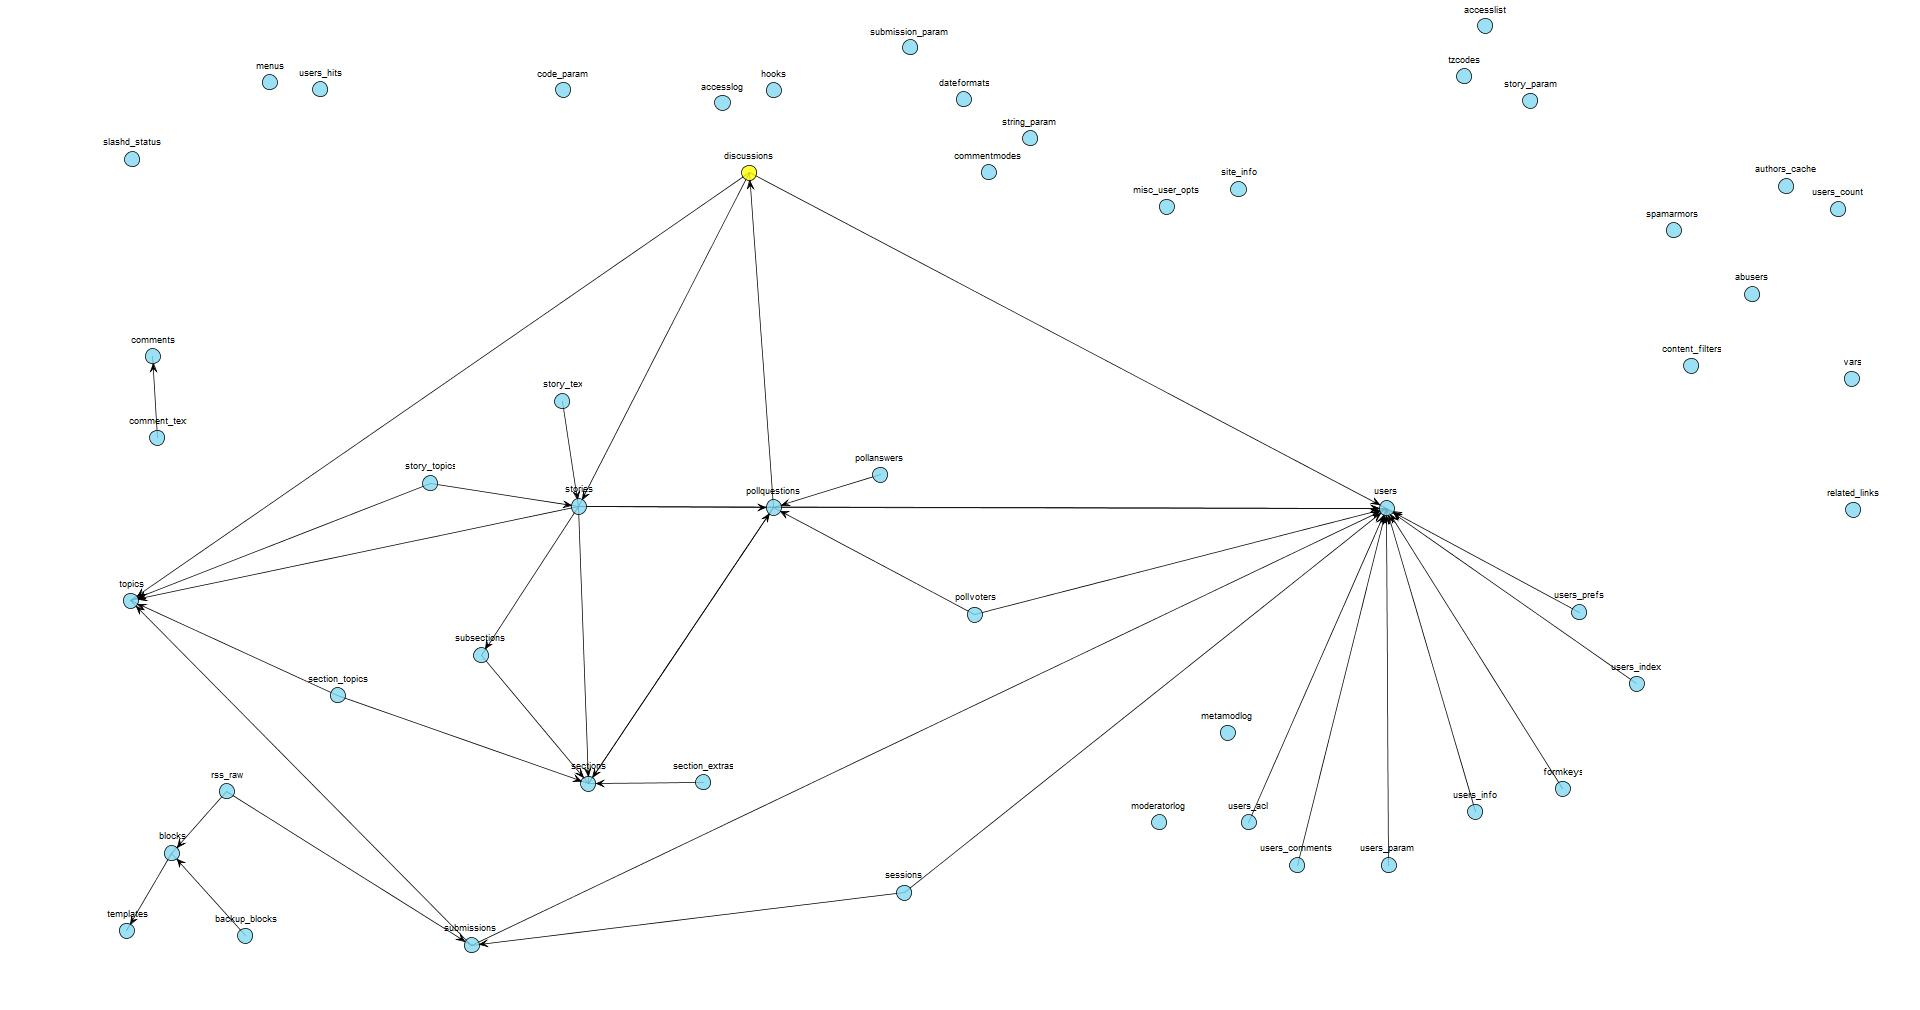 accesslist
submission_param
tzcodes
menus
users_hits
code_param
hooks
accesslog
dateformats
story_param
string_param
slashd_status
discussions
commentmodes
authors_cache
site_info
misc_user_opts
users_count
spamarmors
abusers
comments
content_filters
vars
story_tex
comment_tex
pollanswers
story_topics
stories
pollquestions
users
related_links
topics
users_prefs
pollvoters
subsections
users_index
section_topics
metamodlog
sections
section_extras
rss_raw
formkeys
users_info
moderatorlog
users_acl
blocks
users_comments
users_param
sessions
templates
backup_blocks
submissions